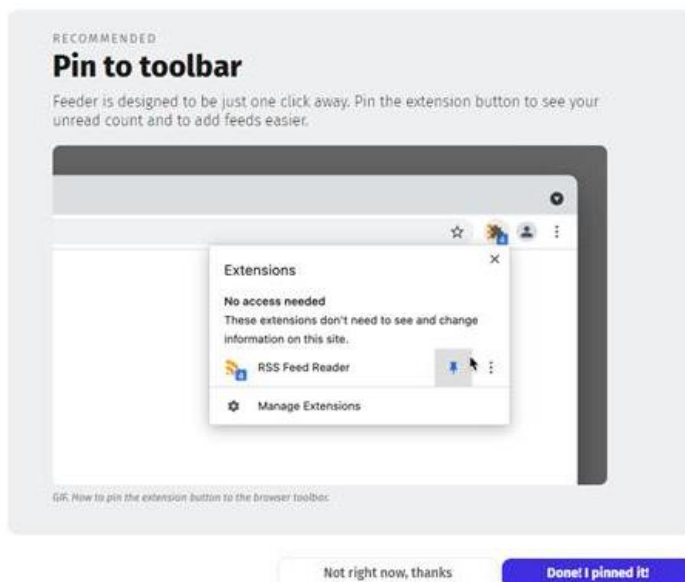 RECOMMENDED
Pin to toolbar
Feeder is designed to be just one click away. Pin the extension button to see your
unread count and to add feeds easier.
Extensions
No access needed
These extensions don't need to see and change
information on this site.
RSS Feed Reader
Manage Extensions
GIF. How to pin the extension button to the browser toolbar.
Not right now, thanks
Done! I pinned it!